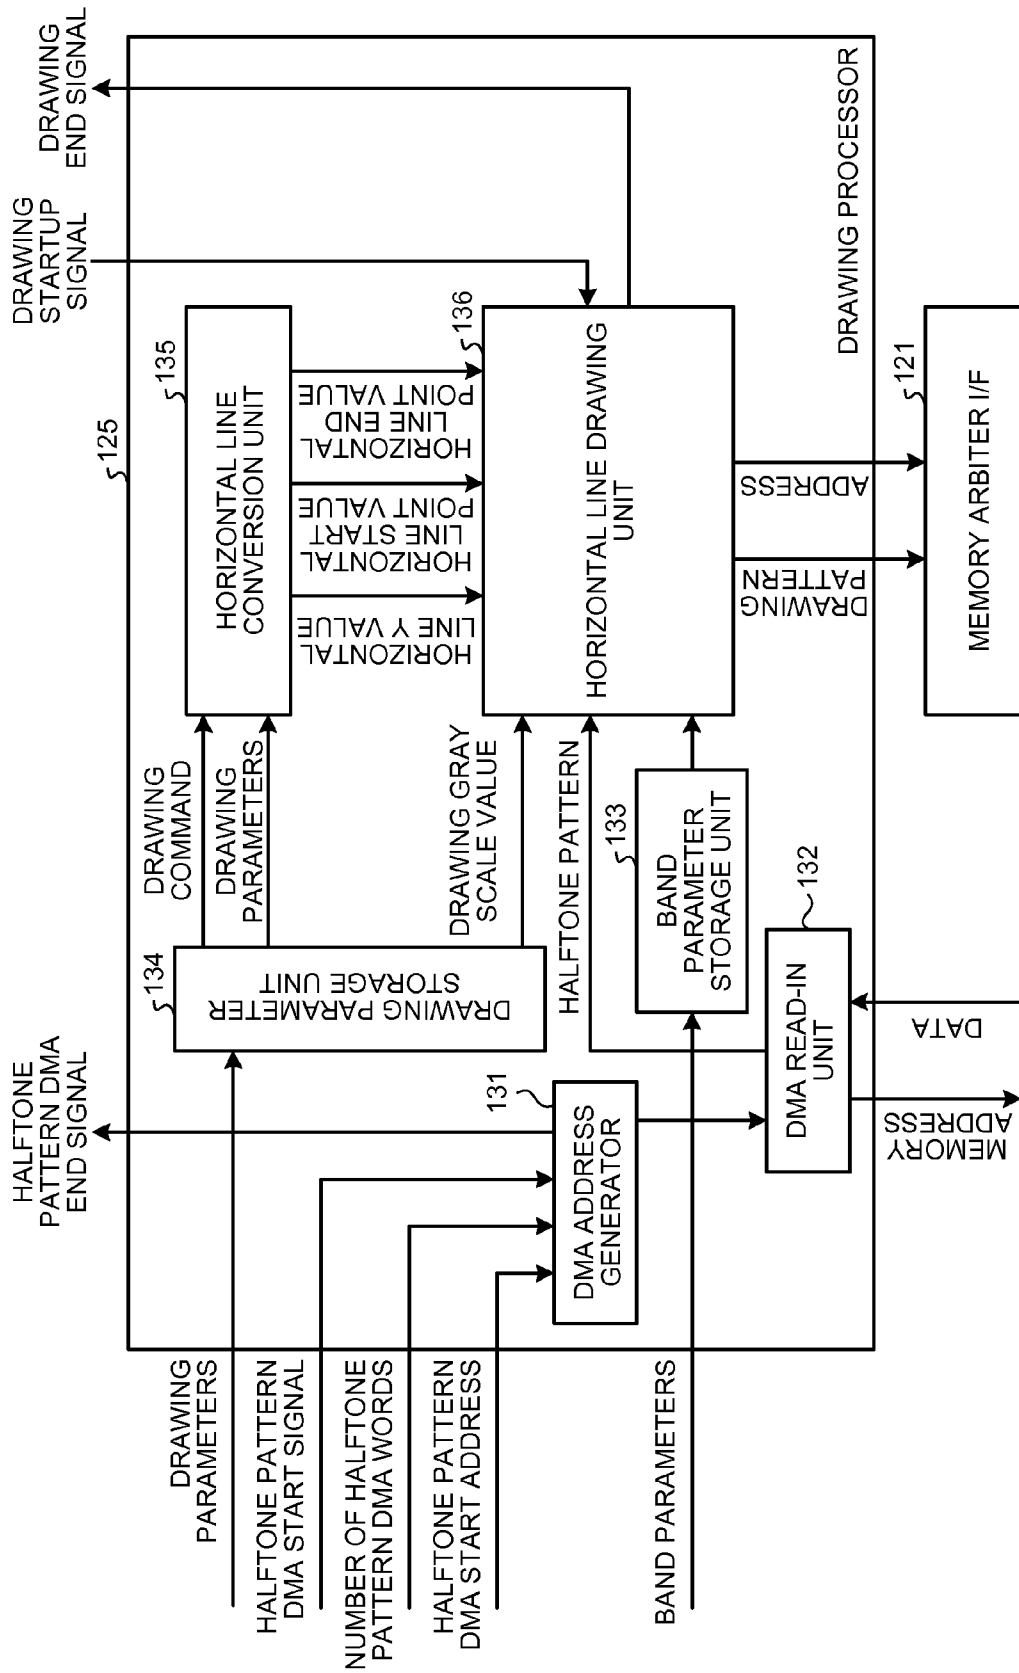 HALFTONE
PATTERN DMA
END SIGNAL
DRAWING
STARTUP
SIGNAL
DRAWING
END SIGNAL
125
DRAWING
PARAMETERS
HALFTONE PATTERN
DMA START SIGNAL
NUMBER OF HALFTONE
PATTERN DMA WORDS
HALFTONE PATTERN
DMA START ADDRESS
BAND PARAMETERS
134
DRAWING PARAMETER
STORAGE UNIT
DRAWING
COMMAND
DRAWING
PARAMETERS
135
HORIZONTAL LINE
CONVERSION UNIT
HORIZONTAL
LINE Y VALUE
HORIZONTAL
LINE START
POINT VALUE
HORIZONTAL
LINE END
POINT VALUE
136
DRAWING GRAY
SCALE VALUE
HALFTONE PATTERN
HORIZONTAL LINE DRAWING
UNIT
131
DMA ADDRESS
GENERATOR
133
BAND
PARAMETER
STORAGE UNIT
132
DMA READ-IN
UNIT
DRAWING
PATTERN
ADDRESS
DRAWING PROCESSOR
MEMORY
ADDRESS
DATA
121
MEMORY ARBITER I/F